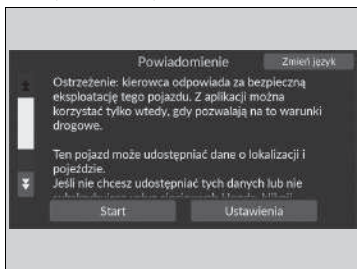 Powiadomienie
Zmień język
Ostrzeżenie: kierowca odpowiada za bezpieczną
eksploatację tego pojazdu. Z aplikacji można
korzystać tylko wtedy, gdy pozwalają na to warunki
drogowe.
Ten pojazd może udostępniać dane o lokalizacji i
pojeździe.
Jeśli nie chcesz udostępniać tych danych lub nie
Start
Ustawienia